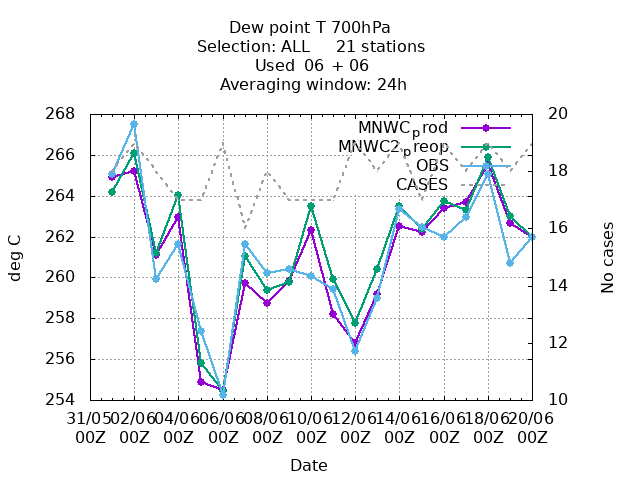 Dew point T 700hPa
Selection: ALL 21 stations
Used 06 + 06
Averaging window: 24h
268
266
264
262
260
258
256
254
deg C
20
18
16
14
12
10
No cases
MNWCprod
MNWC2preop
OBS
CASES
31/05 02/06 04/06 06/06 08/06 10/06 12/06 14/06 16/06 18/06 20/06
00Z 00Z 00Z 00Z 00Z 00Z 00Z 00Z 00Z 00Z 00Z
Date